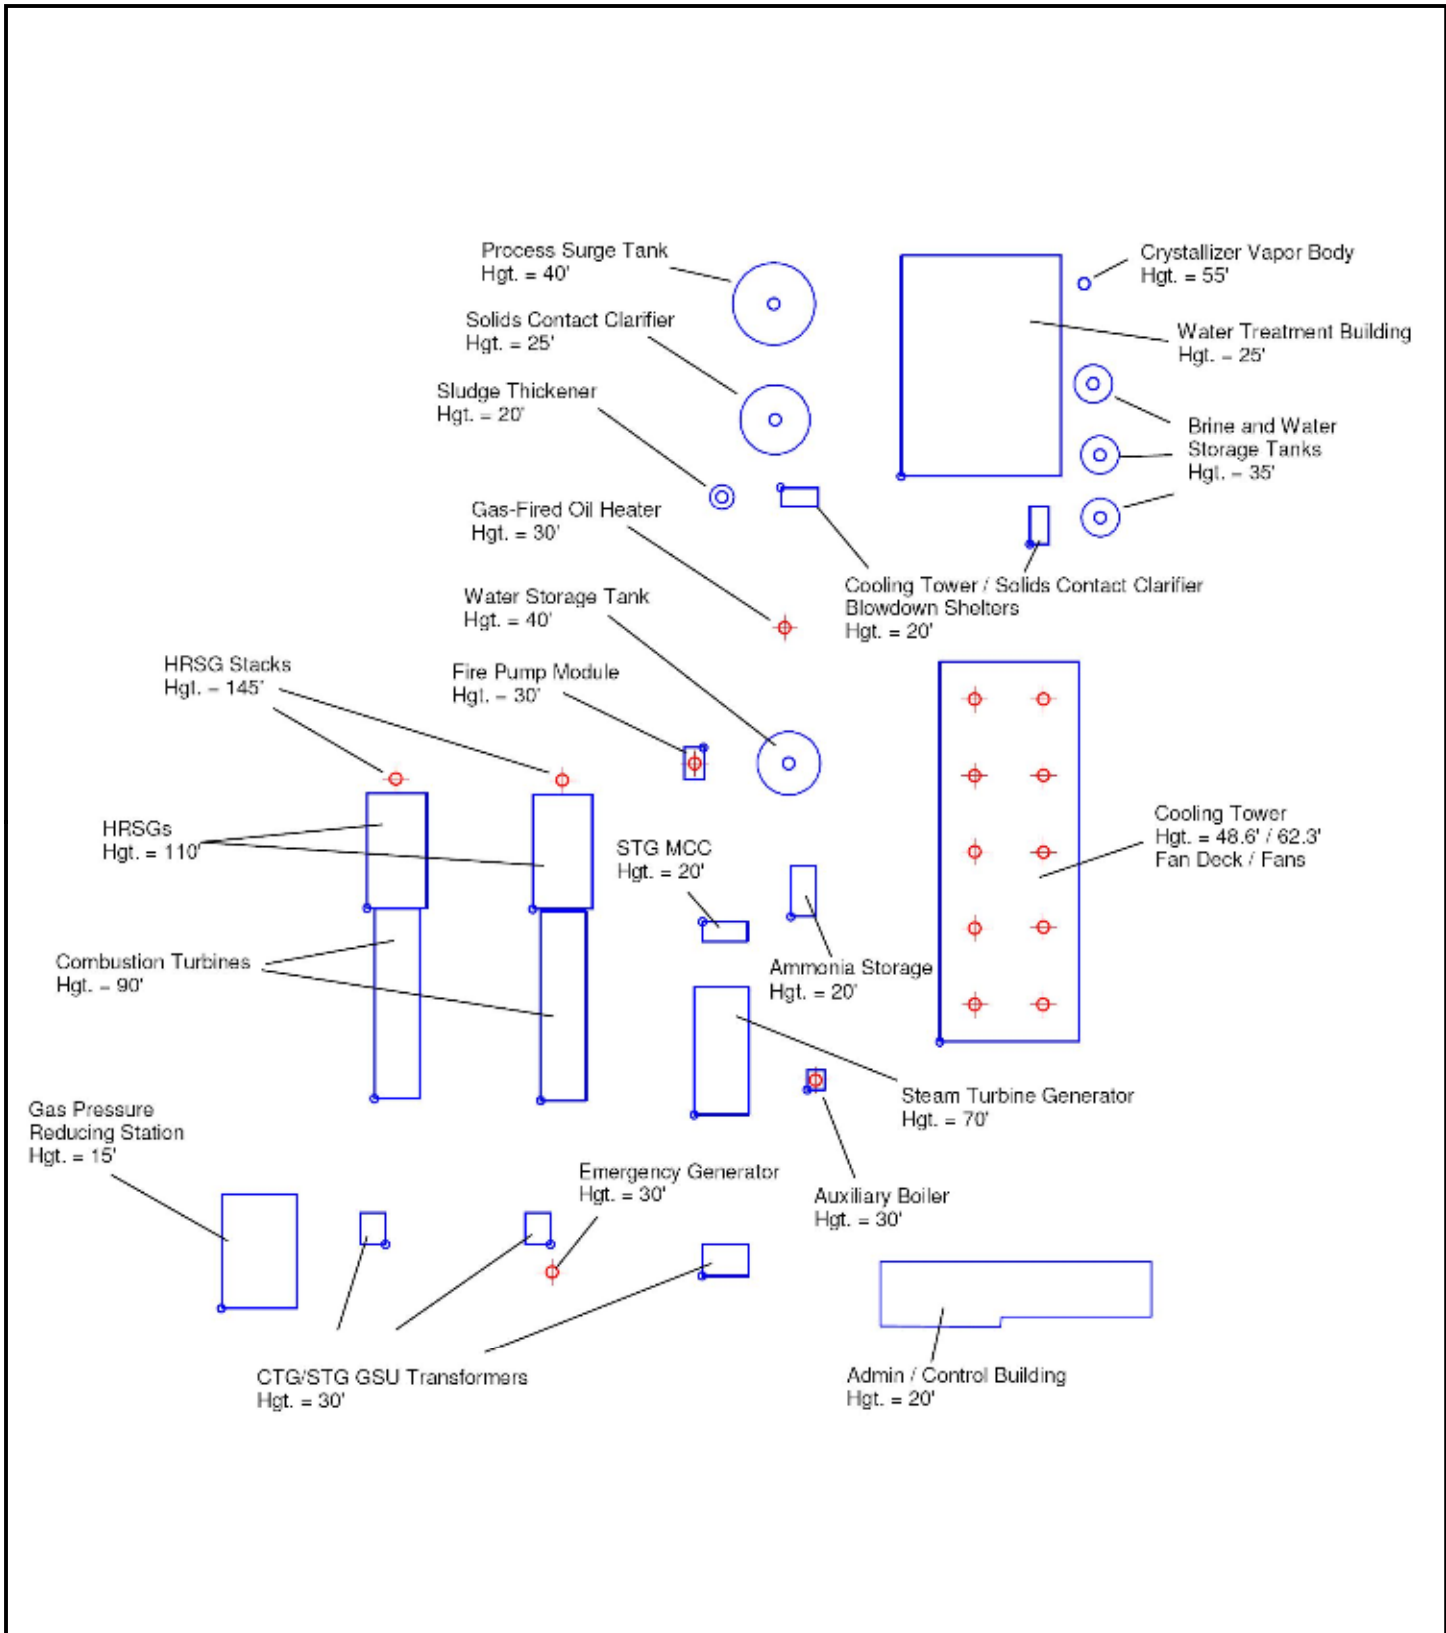 Process Surge Tank
Hgt. = 40'
Crystallizer Vapor Body
Hgt. = 55'
Solids Contact Clarifier
Hgt. = 25'
Water Treatment Building
Hgt. = 25'
Sludge Thickener
Hgt. = 20'
Brine and Water
Storage Tanks
Hgt. = 35'
Gas-Fired Oil Heater
Hgt. = 30'
Cooling Tower / Solids Contact Clarifier
Blowdown Shelters
Hgt. = 20'
Water Storage Tank
Hgt. = 40'
HRSG Stacks
Hgt. = 145'
Fire Pump Module
Hgt. = 30'
HRSGs
Hgt. = 110'
STG MCC
Hgt. = 20'
Cooling Tower
Hgt. = 48.6' / 62.3'
Fan Deck / Fans
Combustion Turbines
Hgt. = 90'
Ammonia Storage
Hgt. = 20'
Steam Turbine Generator
Hgt. = 70'
Gas Pressure
Reducing Station
Hgt. = 15'
Emergency Generator
Hgt. = 30'
Auxiliary Boiler
Hgt. = 30'
CTG/STG GSU Transformers
Hgt. = 30'
Admin / Control Building
Hgt. = 20'